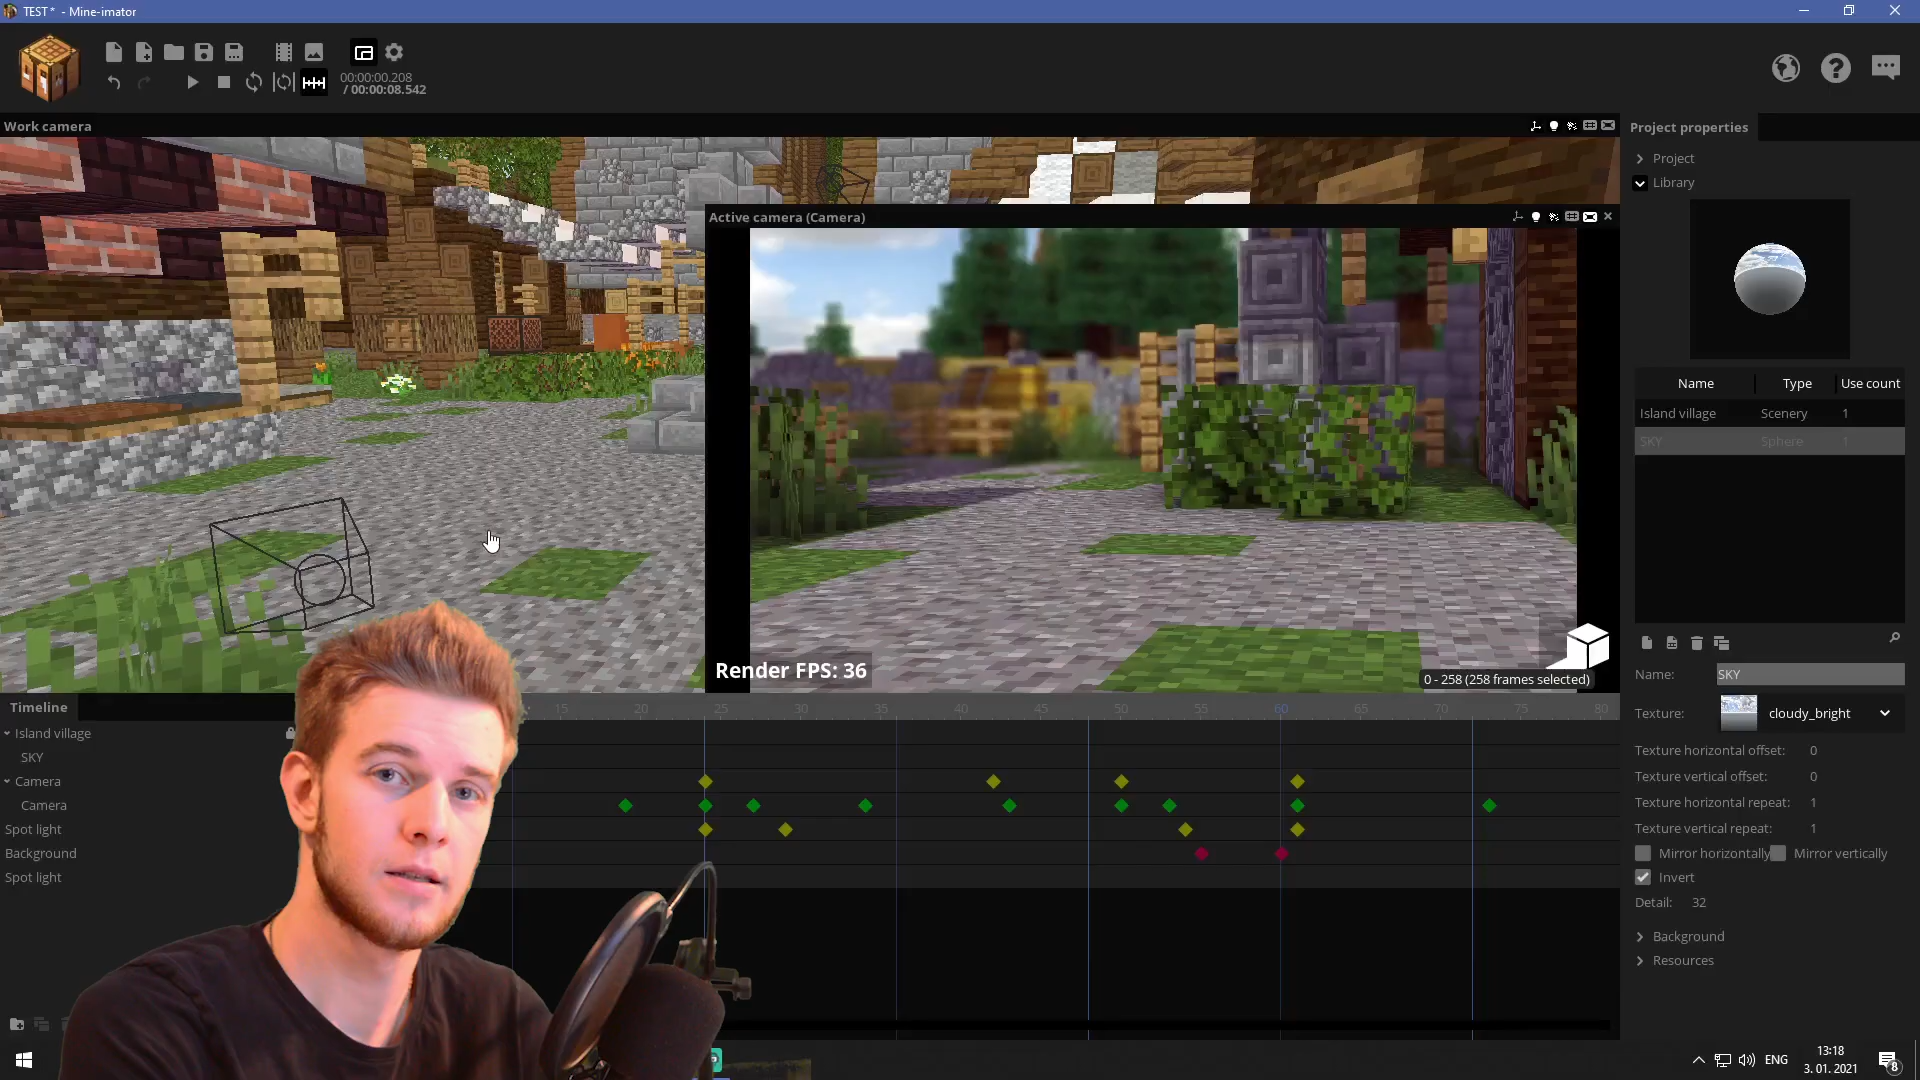 TEST* - Mine-imator
00:00:00.208
/ 00:00:08.542
Work camera
Active camera (Camera)
Render FPS: 36
0 - 258 (258 frames selected)
Project properties
Project
Library
Name Type Use count
Island village Scenery 1
SKY Sphere 1
Name: SKY
Texture: cloudy_bright
Texture horizontal offset: 0
Texture vertical offset: 0
Texture horizontal repeat: 1
Texture vertical repeat: 1
Mirror horizontally Mirror vertically
Invert
Detail: 32
Background
Resources
Timeline
15 20 25 30 35 40 45 50 55 60 65 70 75 80
Island village
SKY
Camera
Camera
Spot light
Background
Spot light
ENG
13:18
3. 01. 2021
8